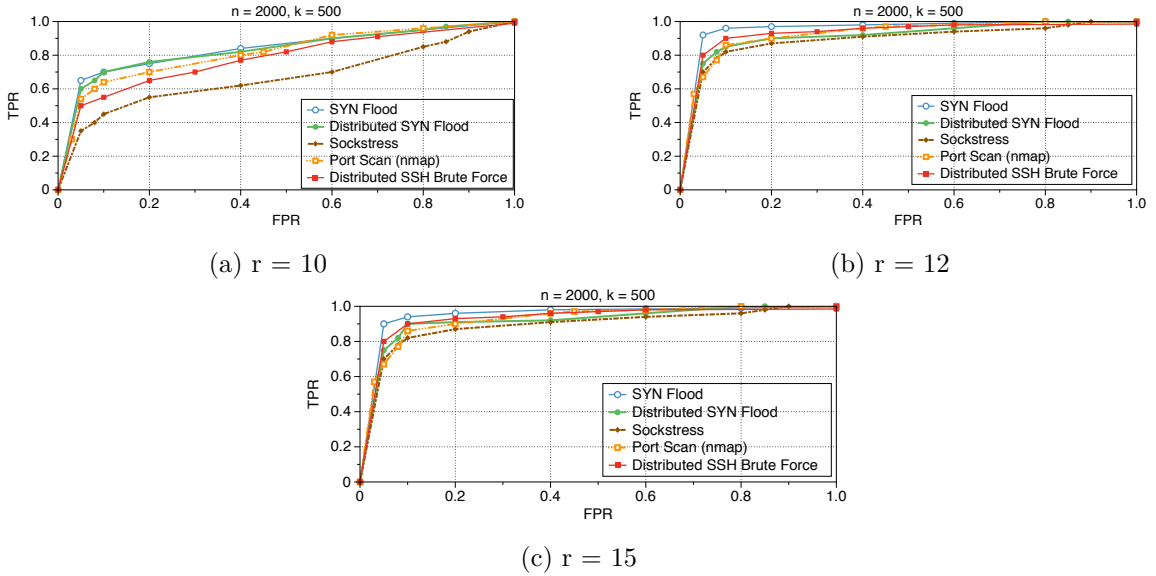 n = 2000, k = 500
TPR
1.0
0.8
0.6
0.4
0.2
0
SYN Flood
Distributed SYN Flood
Sockstress
Port Scan (nmap)
Distributed SSH Brute Force
0 0.2 0.4 0.6 0.8 1.0
FPR
(a) r = 10
n = 2000, k = 500
TPR
1.0
0.8
0.6
0.4
0.2
0
SYN Flood
Distributed SYN Flood
Sockstress
Port Scan (nmap)
Distributed SSH Brute Force
0 0.2 0.4 0.6 0.8 1.0
FPR
(b) r = 12
n = 2000, k = 500
TPR
1.0
0.8
0.6
0.4
0.2
0
SYN Flood
Distributed SYN Flood
Sockstress
Port Scan (nmap)
Distributed SSH Brute Force
0 0.2 0.4 0.6 0.8 1.0
FPR
(c) r = 15